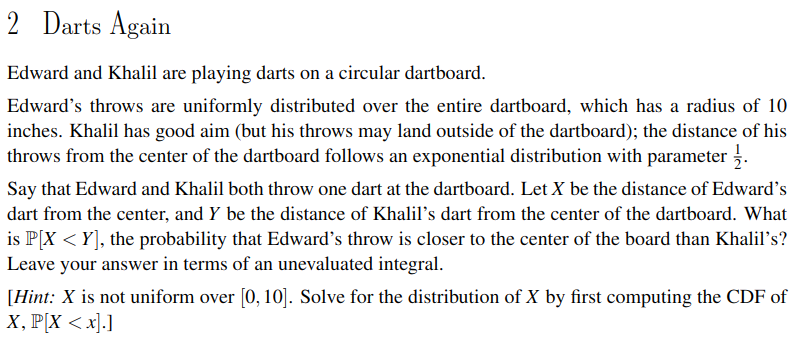 2 Darts Again
Edward and Khalil are playing darts on a circular dartboard.
Edward’s throws are uniformly distributed over the entire dartboard, which has a radius of 10
inches. Khalil has good aim (but his throws may land outside of the dartboard); the distance of his
throws from the center of the dartboard follows an exponential distribution with parameter 1/2.
Say that Edward and Khalil both throw one dart at the dartboard. Let X be the distance of Edward’s
dart from the center, and Y be the distance of Khalil’s dart from the center of the dartboard. What
is ℙ[X < Y], the probability that Edward’s throw is closer to the center of the board than Khalil’s?
Leave your answer in terms of an unevaluated integral.
[Hint: X is not uniform over [0, 10]. Solve for the distribution of X by first computing the CDF of
X, ℙ[X < x].]